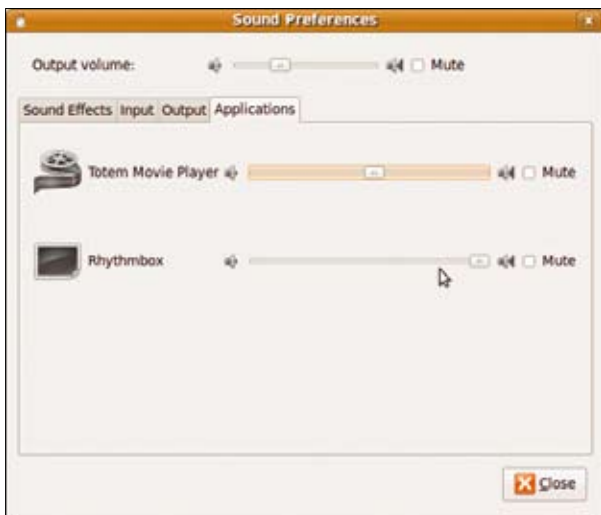 Sound Preferences
Output volume: Mute
Sound Effects Input Output Applications
Totem Movie Player Mute
Rhythmbox Mute
Close